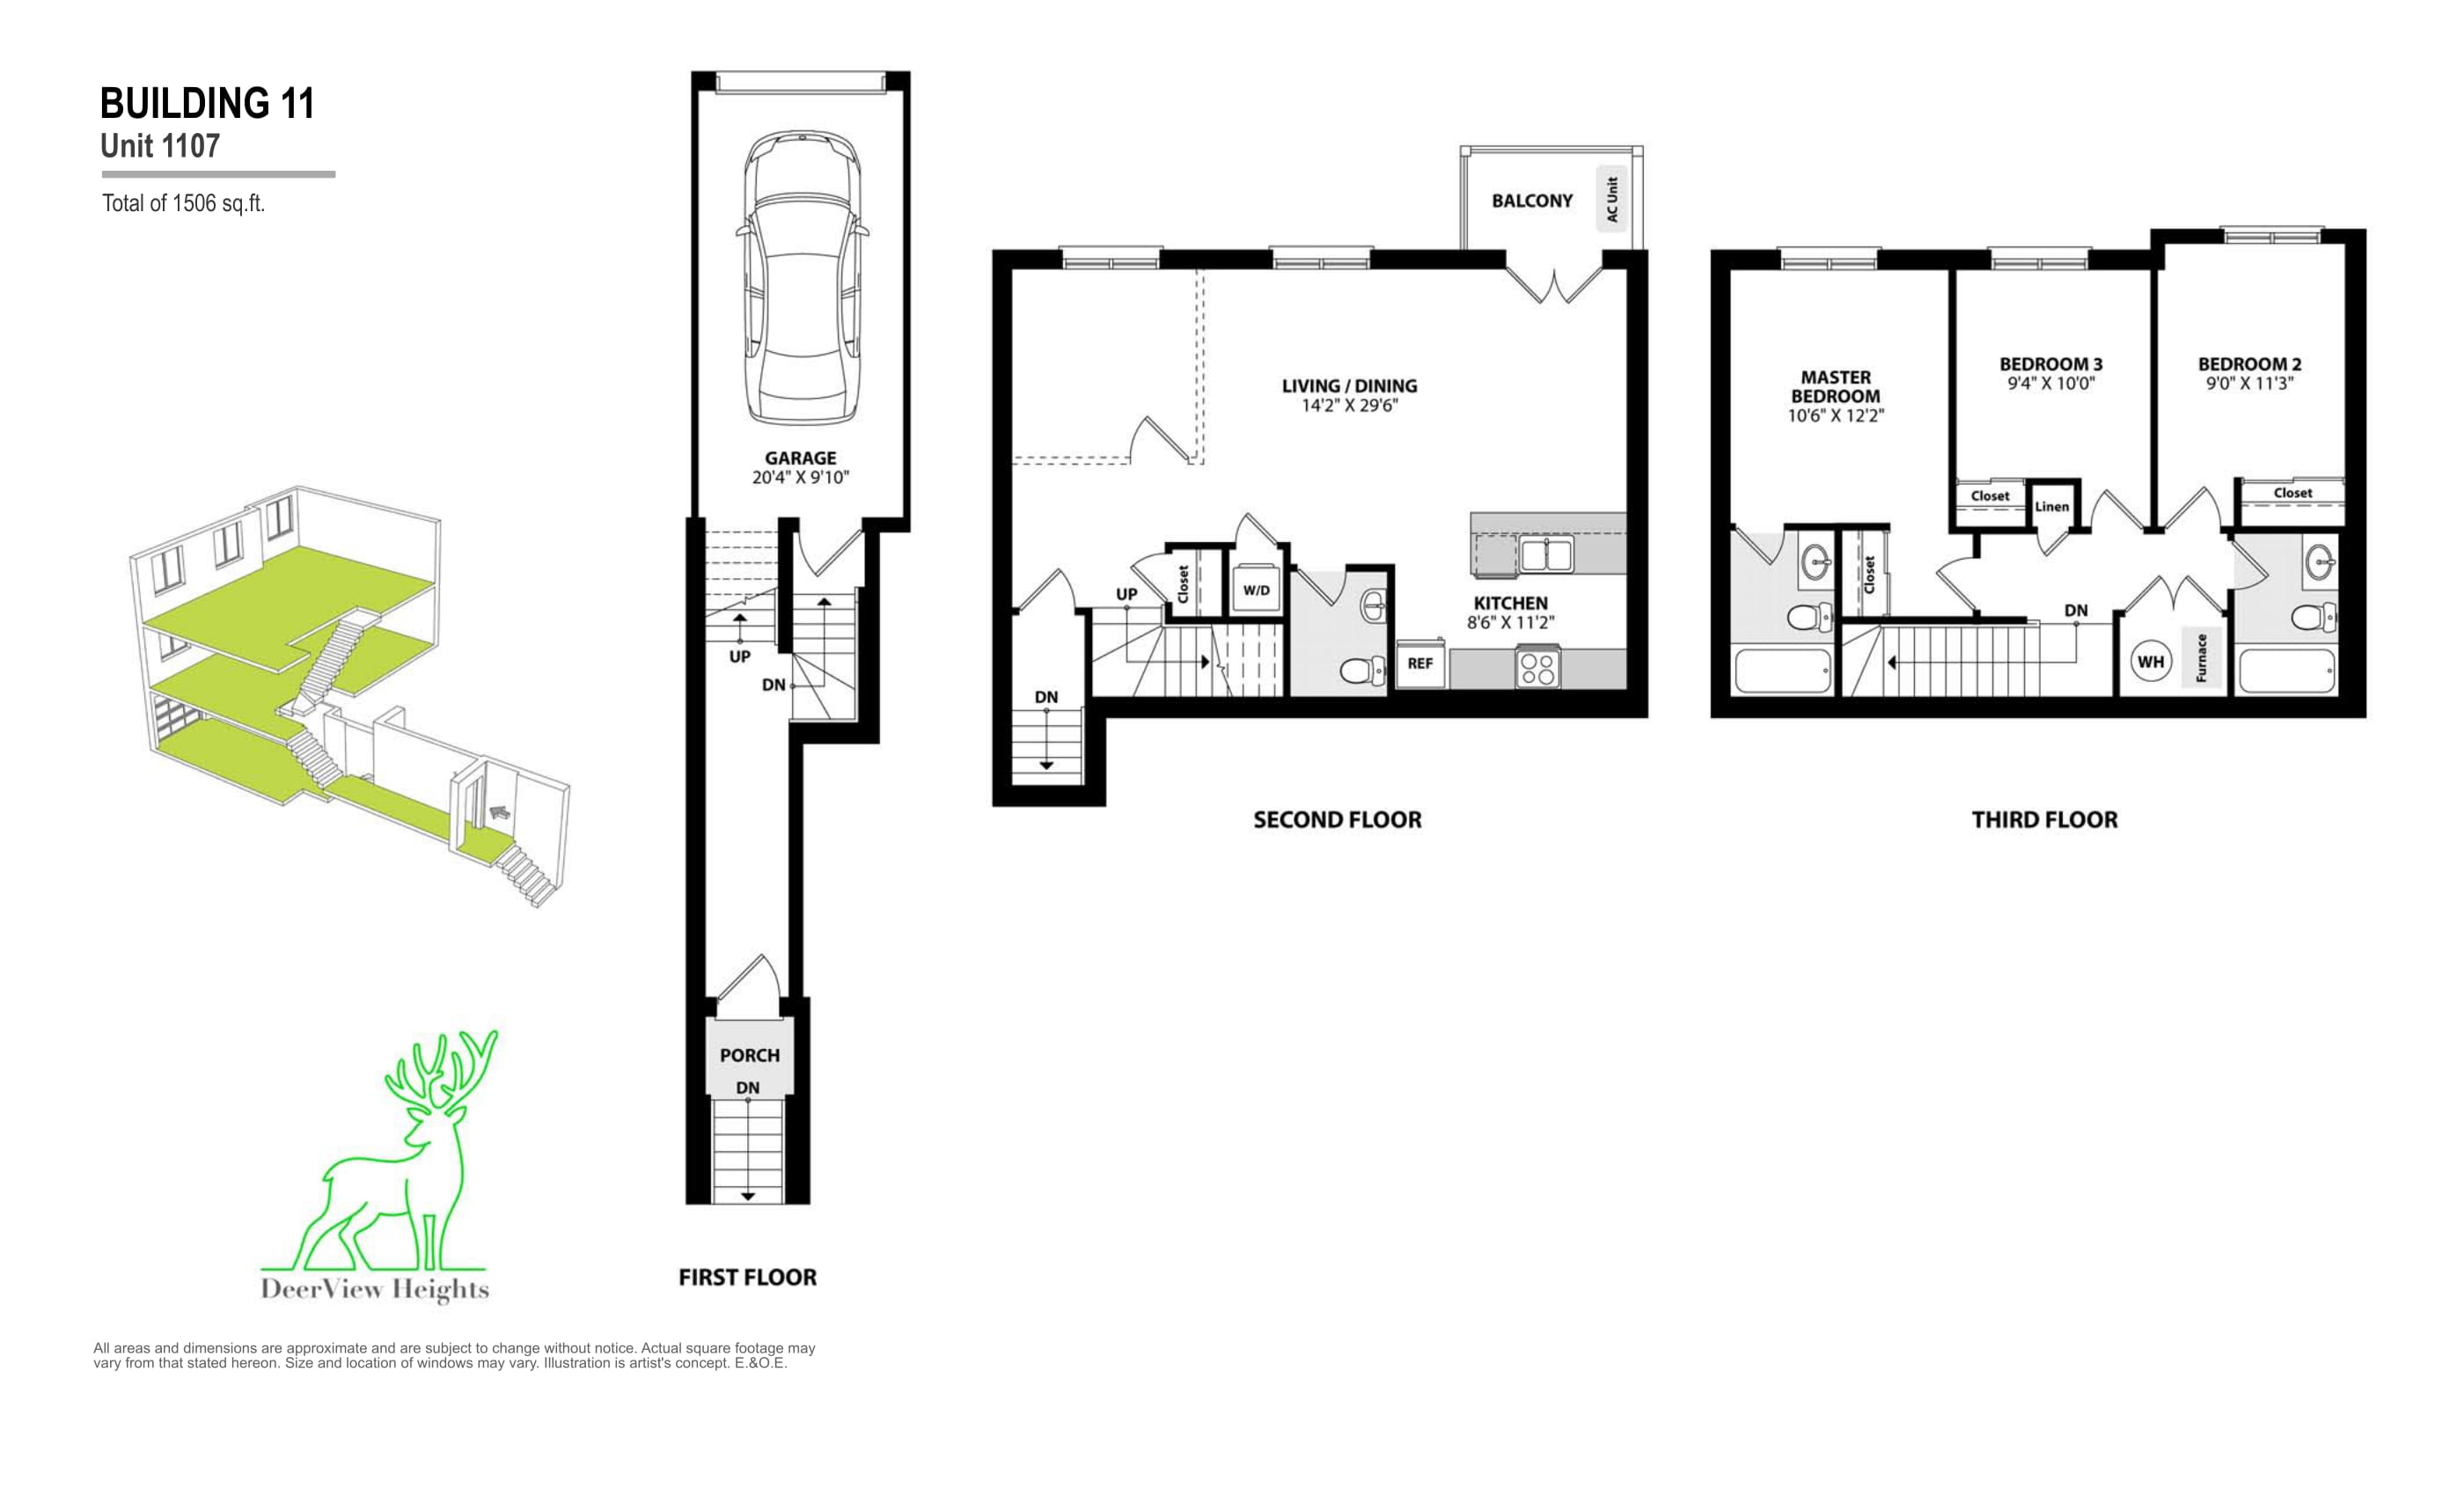 BUILDING 11
Unit 1107
Total of 1506 sq.ft.
GARAGE
20'4" X 9'10"
UP
DN
PORCH
DN
FIRST FLOOR
BALCONY
AC Unit
LIVING / DINING
14'2" X 29'6"
UP
Closet
W/D
KITCHEN
8'6" X 11'2"
REF
DN
SECOND FLOOR
MASTER
BEDROOM
10'6" X 12'2"
BEDROOM 3
9'4" X 10'0"
BEDROOM 2
9'0" X 11'3"
Closet
Linen
Closet
Closet
DN
WH
Furnace
THIRD FLOOR
DeerView Heights
All areas and dimensions are approximate and are subject to change without notice. Actual square footage may
vary from that stated hereon. Size and location of windows may vary. Illustration is artist's concept. E.&O.E.